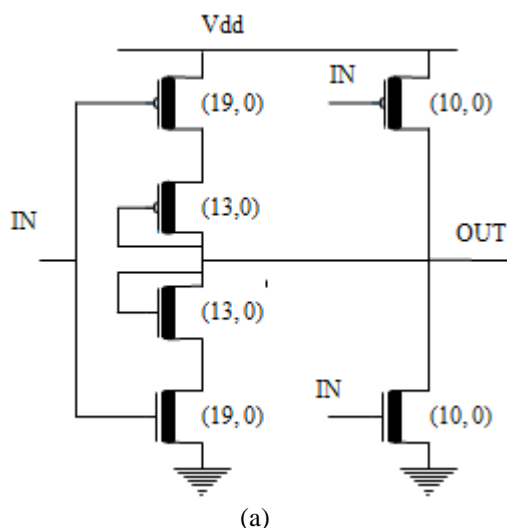 Vdd
IN
(19, 0)
(10, 0)
(13,0)
IN
OUT
(13, 0)
IN
(19, 0)
(10, 0)
(a)